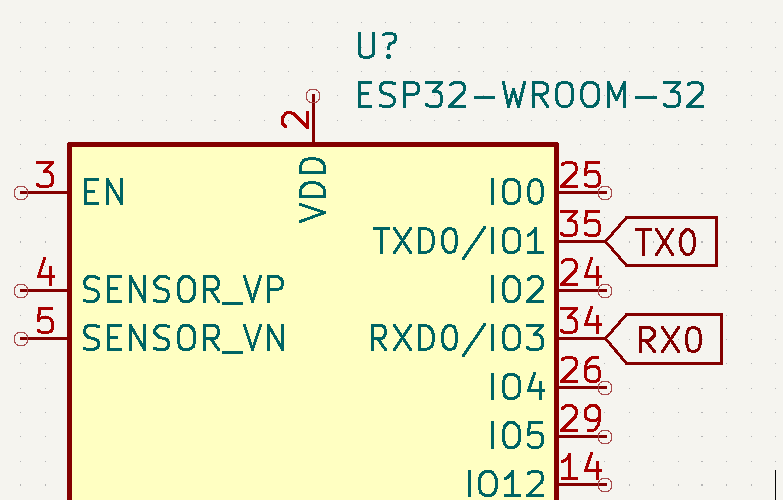 U?
ESP32-WROOM-32
2
VDD
3
EN
IO0
25
TXD0/IO1
35
TX0
4
SENSOR_VP
IO2
24
5
SENSOR_VN
RXD0/IO3
34
RX0
IO4
26
IO5
29
IO12
14